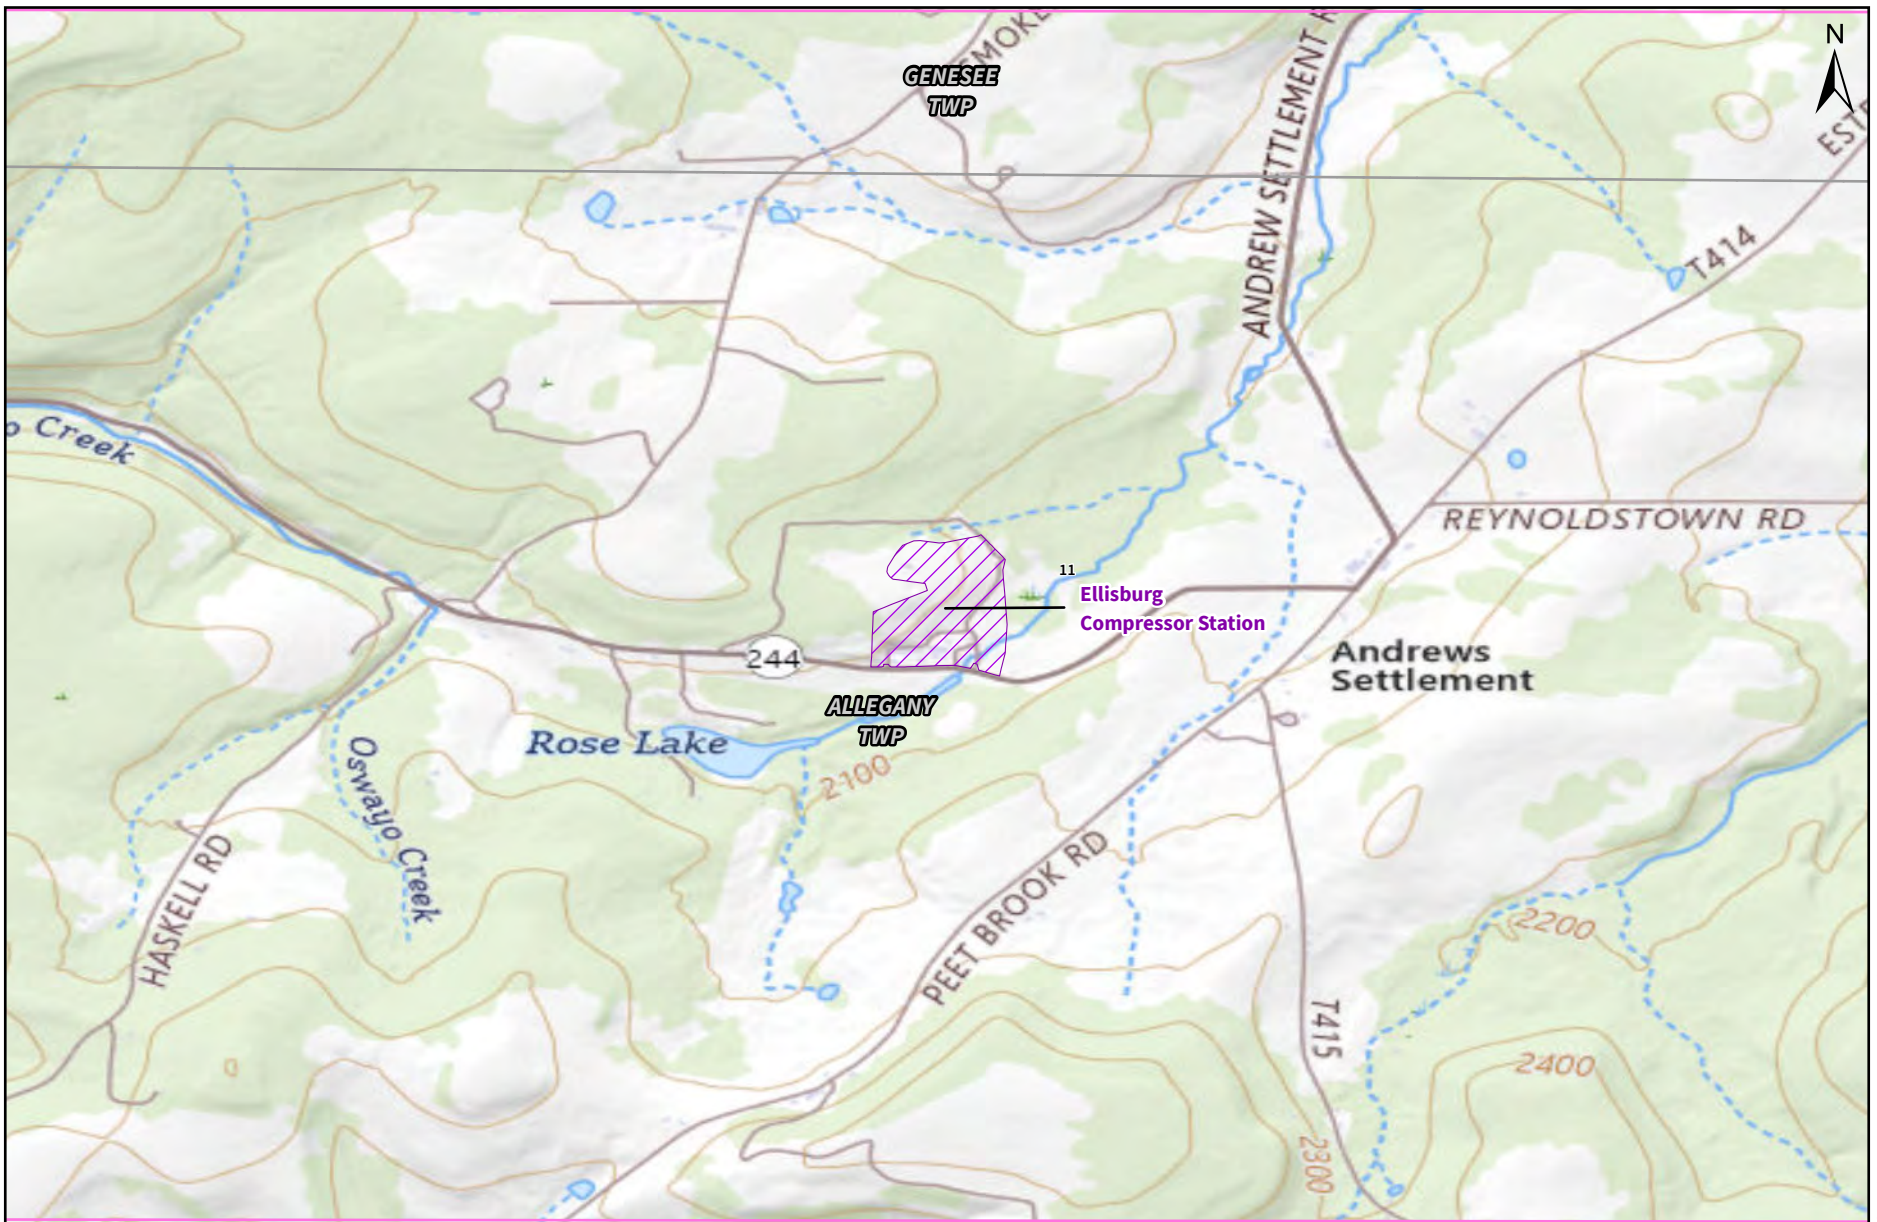 N
SMOKE
GENESEE
TWP
ANDREW SETTLEMENT R
EST
T414
o Creek
REYNOLDSTOWN RD
11
Ellisburg
Compressor Station
244
Andrews
Settlement
ALLEGANY
TWP
Rose Lake
2100
Oswayo Creek
HASKELL RD
PEET BROOK RD
2200
T415
2400
2300